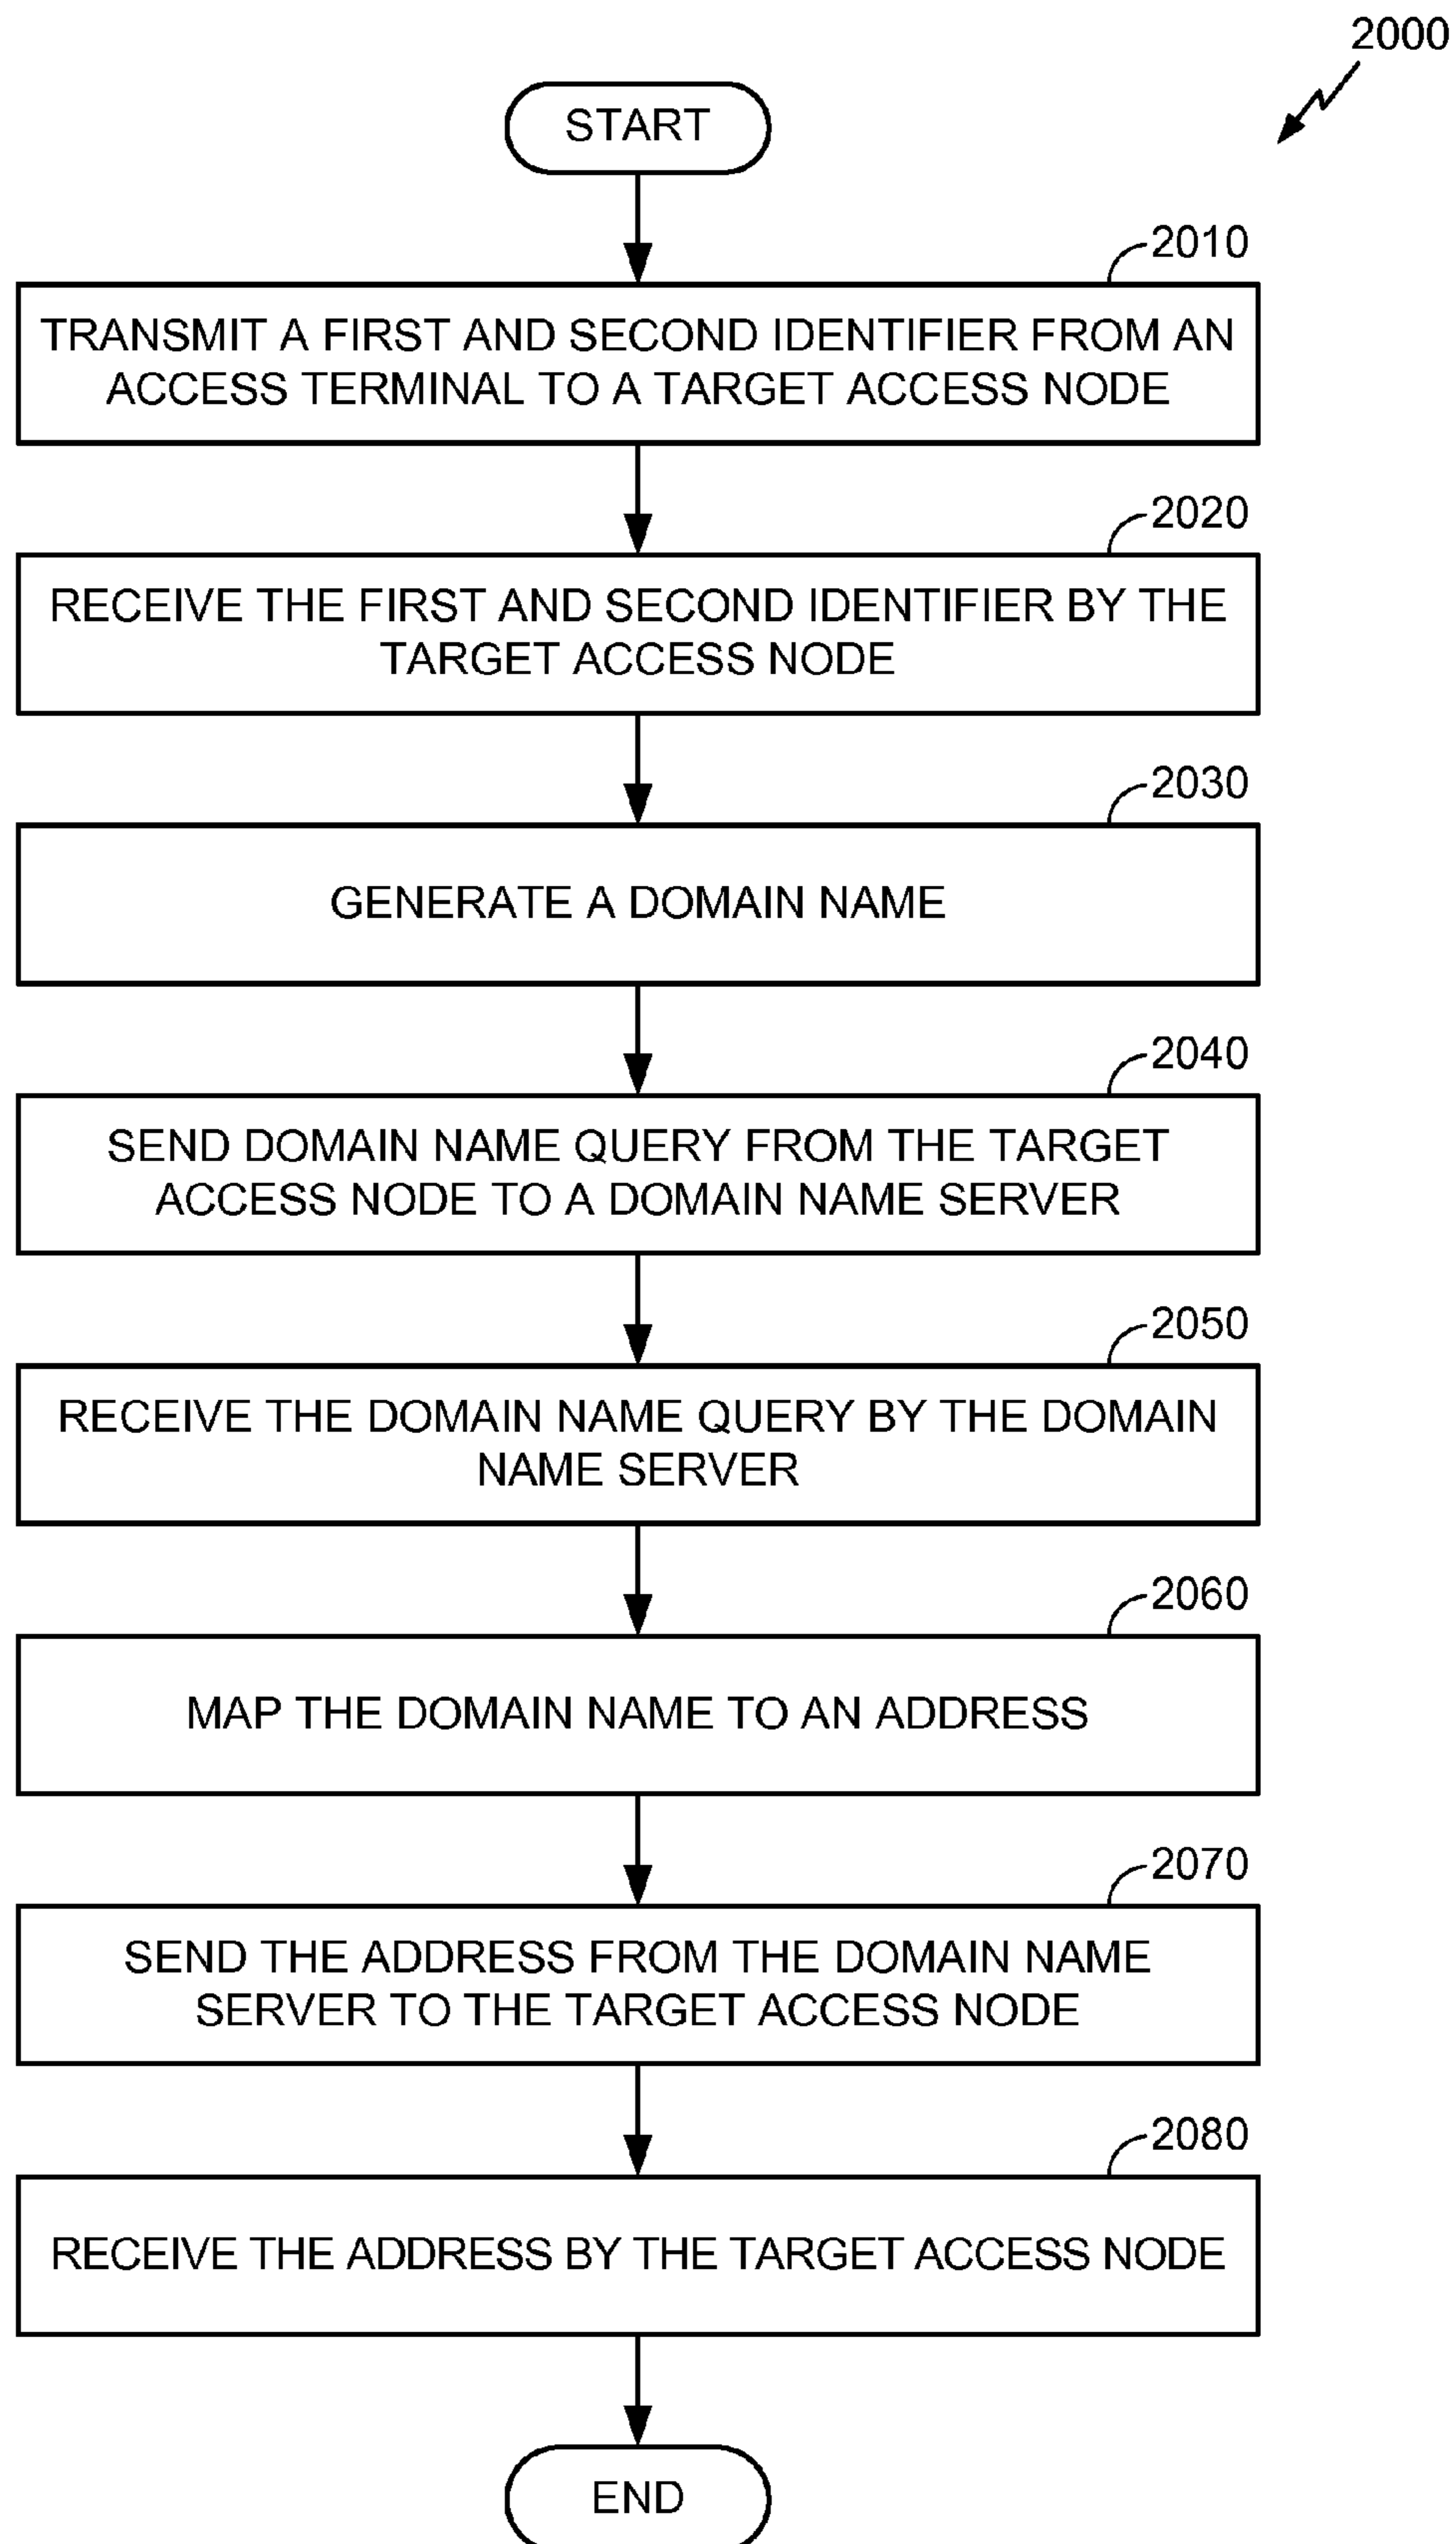 2000
START
2010
TRANSMIT A FIRST AND SECOND IDENTIFIER FROM AN
ACCESS TERMINAL TO A TARGET ACCESS NODE
2020
RECEIVE THE FIRST AND SECOND IDENTIFIER BY THE
TARGET ACCESS NODE
2030
GENERATE A DOMAIN NAME
2040
SEND DOMAIN NAME QUERY FROM THE TARGET
ACCESS NODE TO A DOMAIN NAME SERVER
2050
RECEIVE THE DOMAIN NAME QUERY BY THE DOMAIN
NAME SERVER
2060
MAP THE DOMAIN NAME TO AN ADDRESS
2070
SEND THE ADDRESS FROM THE DOMAIN NAME
SERVER TO THE TARGET ACCESS NODE
2080
RECEIVE THE ADDRESS BY THE TARGET ACCESS NODE
END